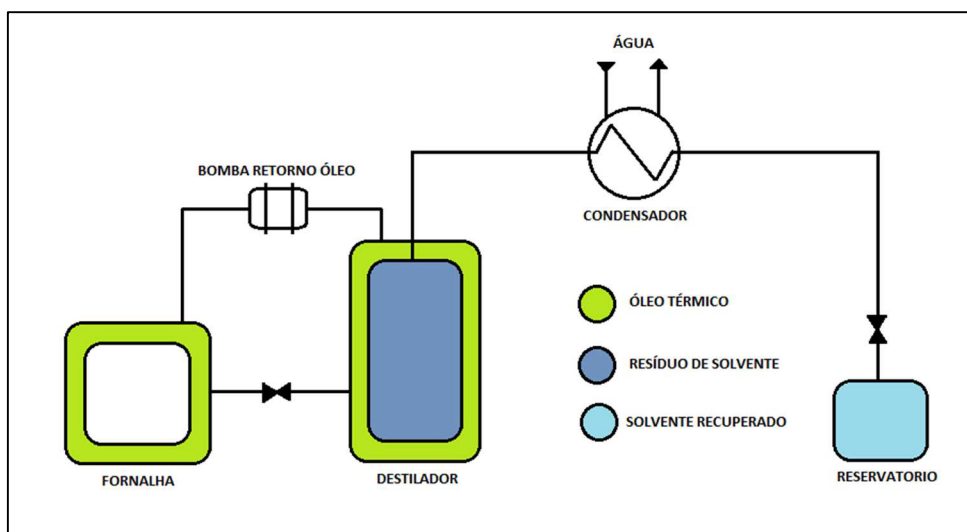 ÁGUA
BOMBA RETORNO ÓLEO
CONDENSADOR
ÓLEO TÉRMICO
RESÍDUO DE SOLVENTE
SOLVENTE RECUPERADO
FORNALHA
DESTILADOR
RESERVATORIO